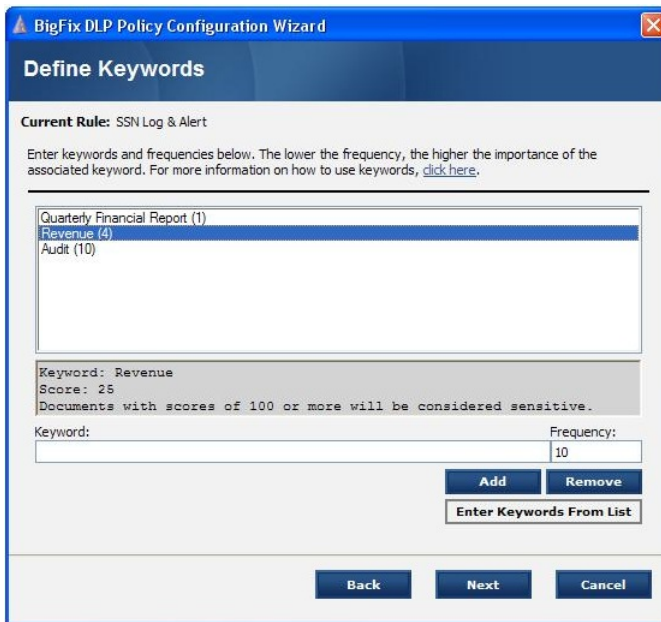 BigFix DLP Policy Configuration Wizard
Define Keywords
Current Rule: SSN Log & Alert
Enter keywords and frequencies below. The lower the frequency, the higher the importance of the
associated keyword. For more information on how to use keywords, click here.
Quarterly Financial Report (1)
Revenue (4)
Audit (10)
Keyword: Revenue
Score: 25
Documents with scores of 100 or more will be considered sensitive.
Keyword: Frequency:
10
Add Remove
Enter Keywords From List
Back Next Cancel